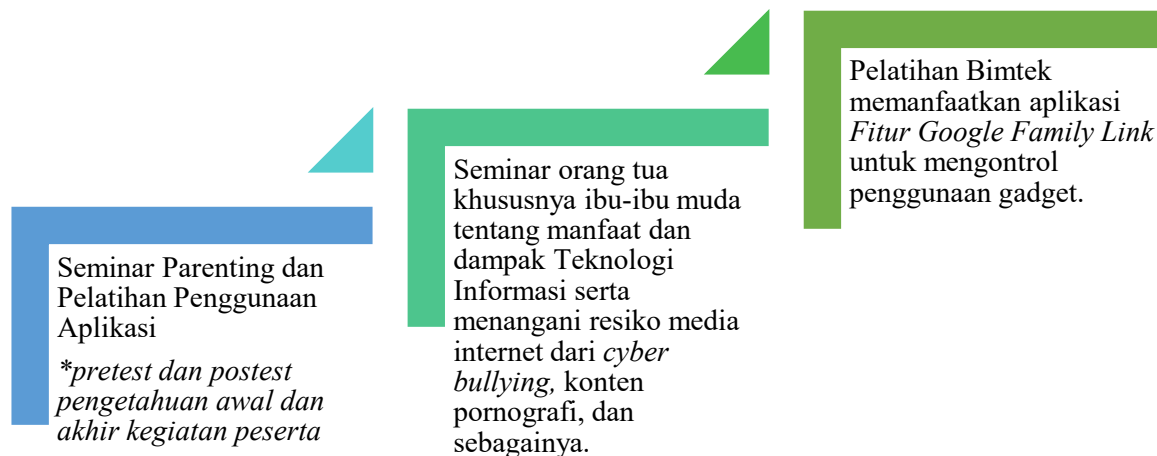 Seminar Parenting dan
Pelatihan Penggunaan
Aplikasi
*pretest dan postest
pengetahuan awal dan
akhir kegiatan peserta
Seminar orang tua
khususnya ibu-ibu muda
tentang manfaat dan
dampak Teknologi
Informasi serta
menangani resiko media
internet dari cyber
bullying, konten
pornografi, dan
sebagainya.
Pelatihan Bimtek
memanfaatkan aplikasi
Fitur Google Family Link
untuk mengontrol
penggunaan gadget.